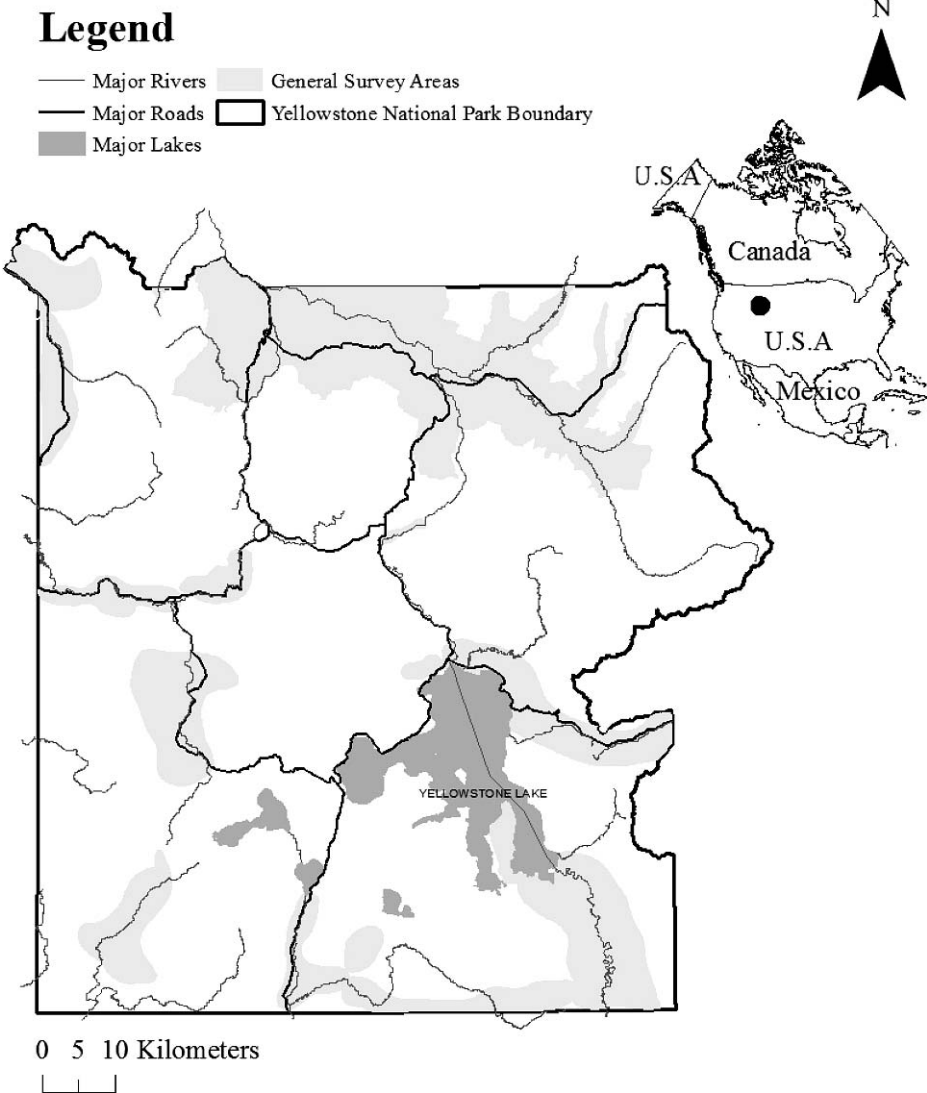 Legend
Major Rivers General Survey Areas
Major Roads Yellowstone National Park Boundary
Major Lakes
N
U.S.A
Canada
U.S.A
Mexico
YELLOWSTONE LAKE
0 5 10 Kilometers